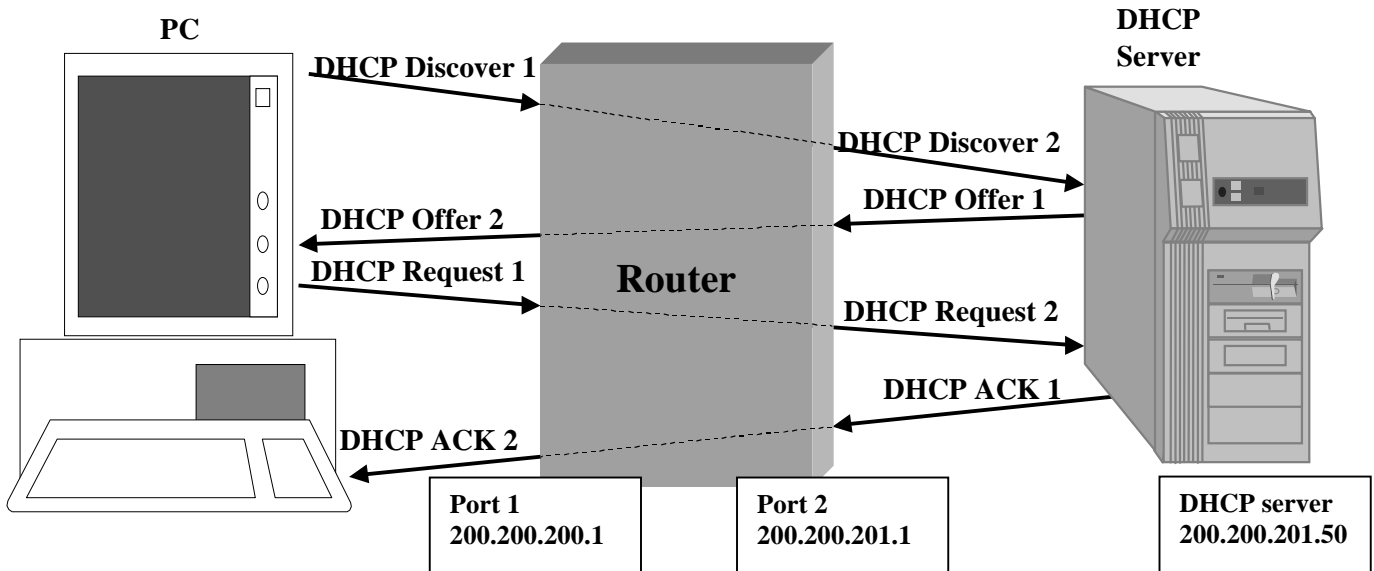 PC
DHCP
Server
DHCP Discover 1
DHCP Discover 2
DHCP Offer 1
DHCP Offer 2
DHCP Request 1
Router
DHCP Request 2
DHCP ACK 1
DHCP ACK 2
Port 1
200.200.200.1
Port 2
200.200.201.1
DHCP server
200.200.201.50